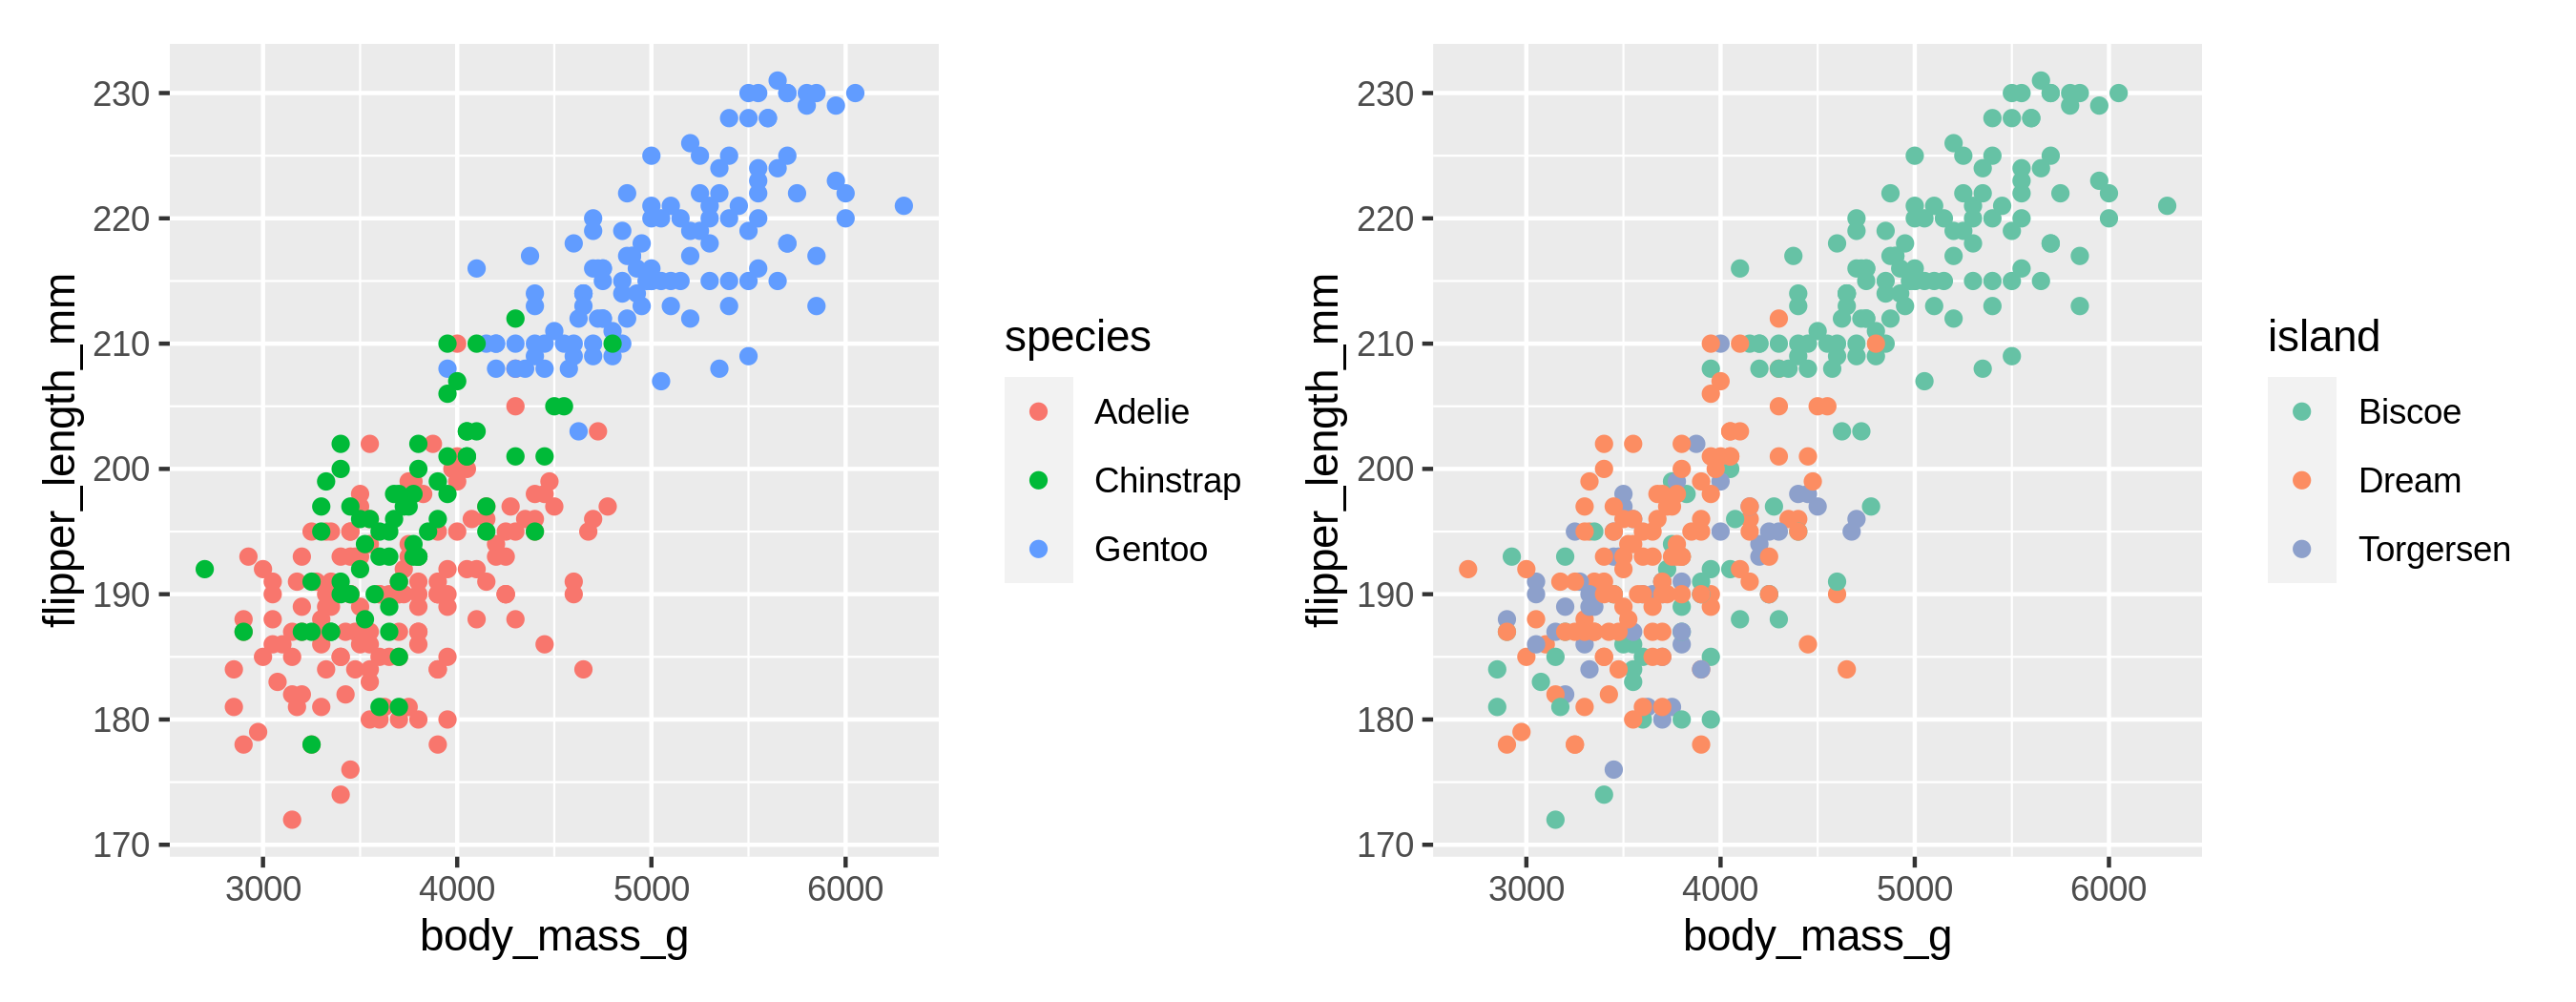 230
220
210
200
190
180
170
flipper_length_mm
3000 4000 5000 6000
body_mass_g
species
Adelie
Chinstrap
Gentoo
230
220
210
200
190
180
170
flipper_length_mm
3000 4000 5000 6000
body_mass_g
island
Biscoe
Dream
Torgersen